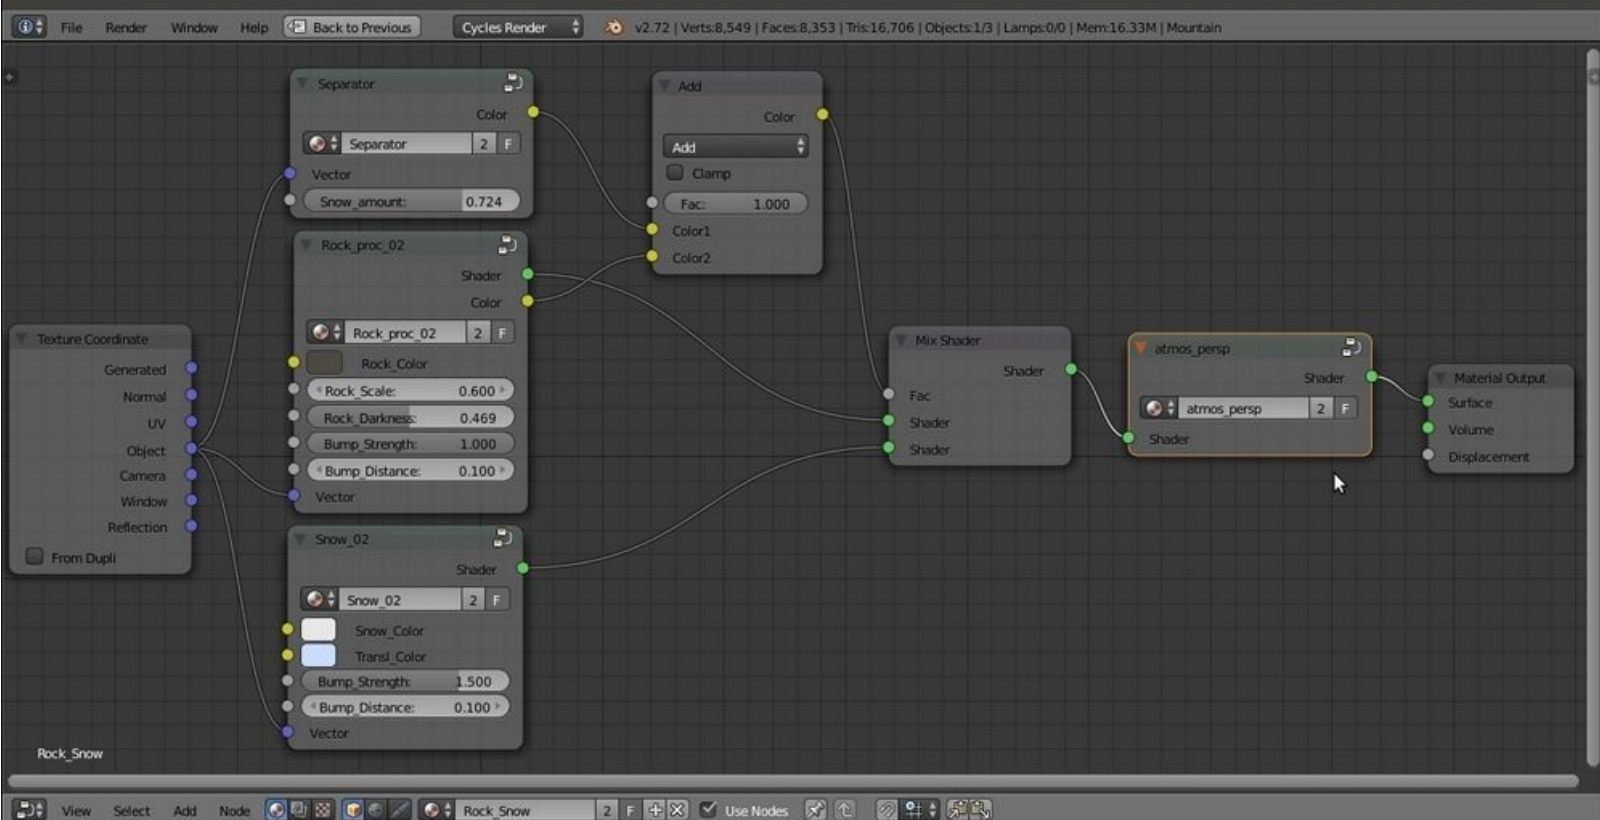 File Render Window Help Back to Previous Cycles Render v2.72 | Verts:8,549 | Faces:8,353 | Tris:16,706 | Objects:1/3 | Lamps:0/0 | Mem:16.33M | Mountain
Separator
Color
Separator 2 F
Vector
Snow_amount: 0.724
Add
Color
Add
Clamp
Fac: 1.000
Color1
Color2
Rock_proc_02
Shader
Color
Rock_proc_02 2 F
Rock_Color
Rock_Scale: 0.600
Rock_Darkness: 0.469
Bump_Strength: 1.000
Bump_Distance: 0.100
Vector
Texture Coordinate
Generated
Normal
UV
Object
Camera
Window
Reflection
From Dupli
Mix Shader
Shader
Fac
Shader
Shader
atmos_persp
Shader
atmos_persp 2 F
Shader
Material Output
Surface
Volume
Displacement
Snow_02
Shader
Snow_02 2 F
Snow_Color
Transl_Color
Bump_Strength: 1.500
Bump_Distance: 0.100
Vector
Rock_Snow
View Select Add Node Rock_Snow 2 F Use Nodes